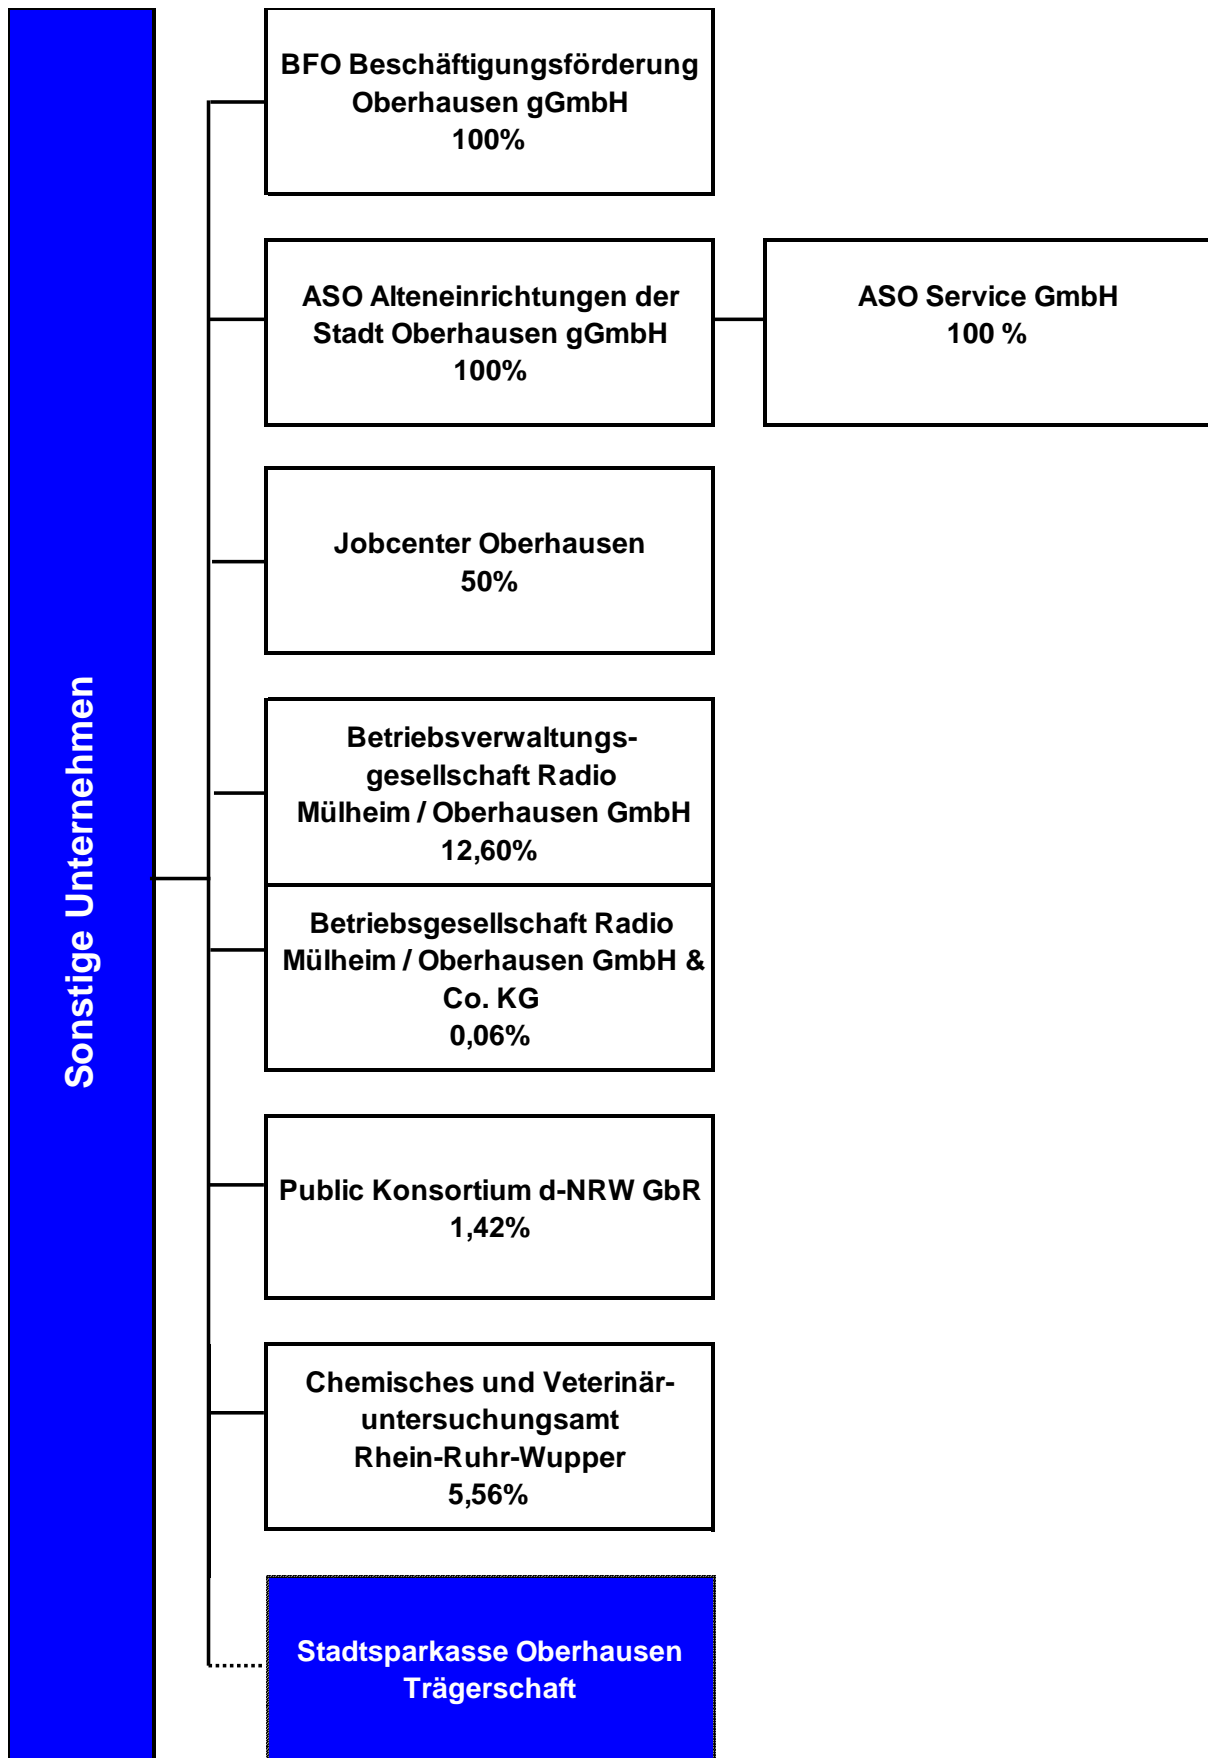 Sonstige Unternehmen
BFO Beschäftigungsförderung
Oberhausen gGmbH
100%
ASO Alteneinrichtungen der
Stadt Oberhausen gGmbH
100%
ASO Service GmbH
100 %
Jobcenter Oberhausen
50%
Betriebsverwaltungs-
gesellschaft Radio
Mülheim / Oberhausen GmbH
12,60%
Betriebsgesellschaft Radio
Mülheim / Oberhausen GmbH &
Co. KG
0,06%
Public Konsortium d-NRW GbR
1,42%
Chemisches und Veterinär-
untersuchungsamt
Rhein-Ruhr-Wupper
5,56%
Stadtsparkasse Oberhausen
Trägerschaft